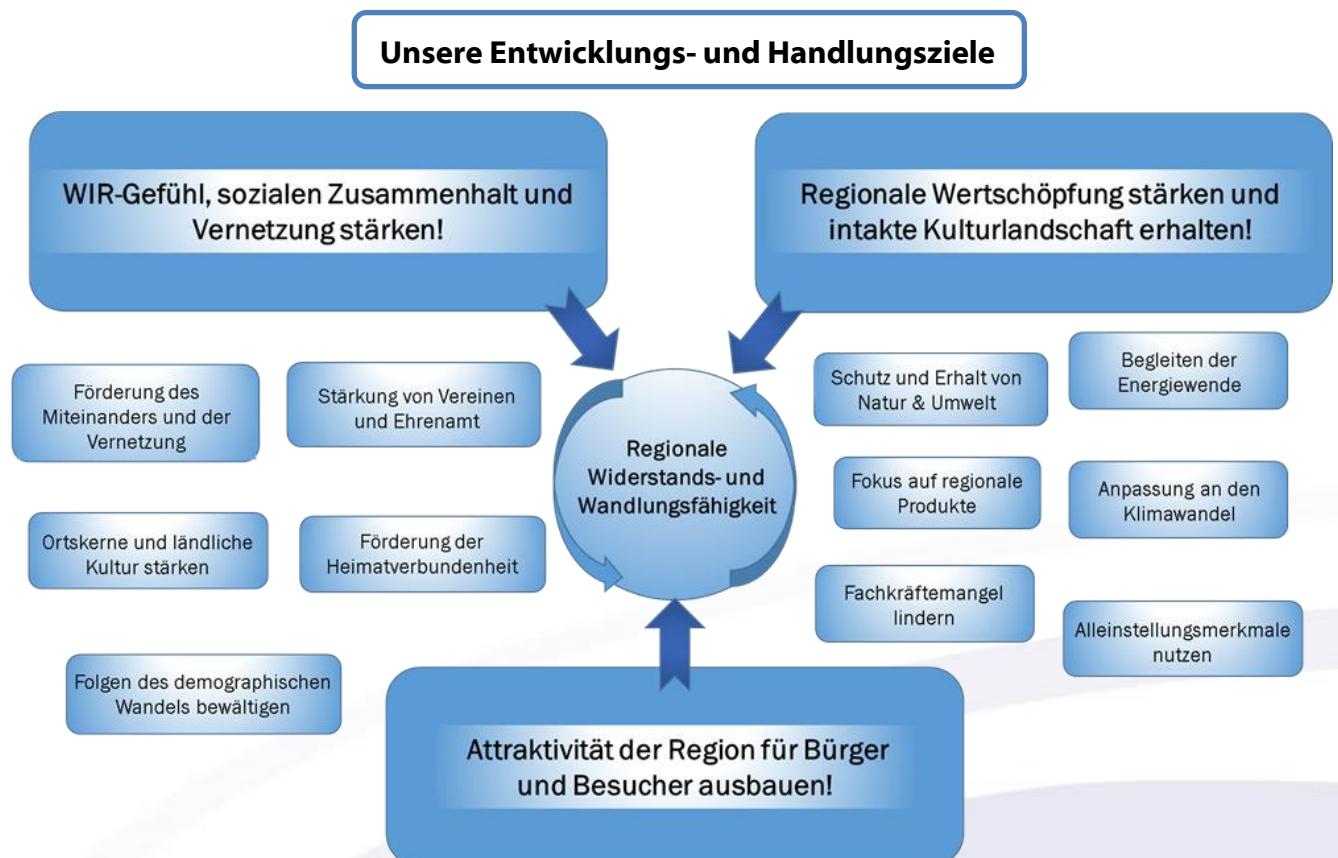 Unsere Entwicklungs- und Handlungsziele
WIR-Gefühl, sozialen Zusammenhalt und
Vernetzung stärken!
Regionale Wertschöpfung stärken und
intakte Kulturlandschaft erhalten!
Förderung des
Miteinanders und der
Vernetzung
Stärkung von Vereinen
und Ehrenamt
Ortskerne und ländliche
Kultur stärken
Förderung der
Heimatverbundenheit
Folgen des demographischen
Wandels bewältigen
Regionale
Widerstands- und
Wandlungsfähigkeit
Schutz und Erhalt von
Natur & Umwelt
Begleiten der
Energiewende
Fokus auf regionale
Produkte
Anpassung an den
Klimawandel
Fachkräftemangel
lindern
Alleinstellungsmerkmale
nutzen
Attraktivität der Region für Bürger
und Besucher ausbauen!